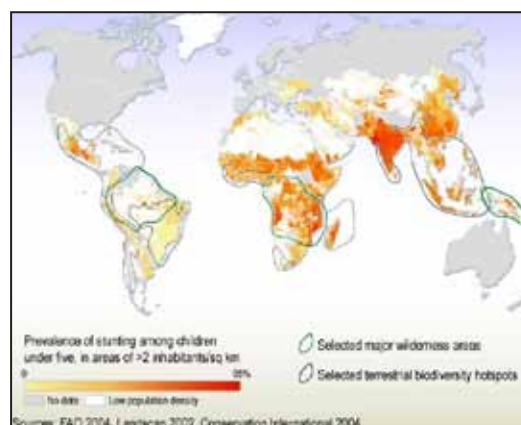 Prevalence of stunting among children
under five, in areas of >2 inhabitants/sq km
0
No data
Low population density
Selected major wilderness areas
Selected terrestrial biodiversity hotspots
Sources: FAO 2004, Landscan 2002, Conservation International 2004